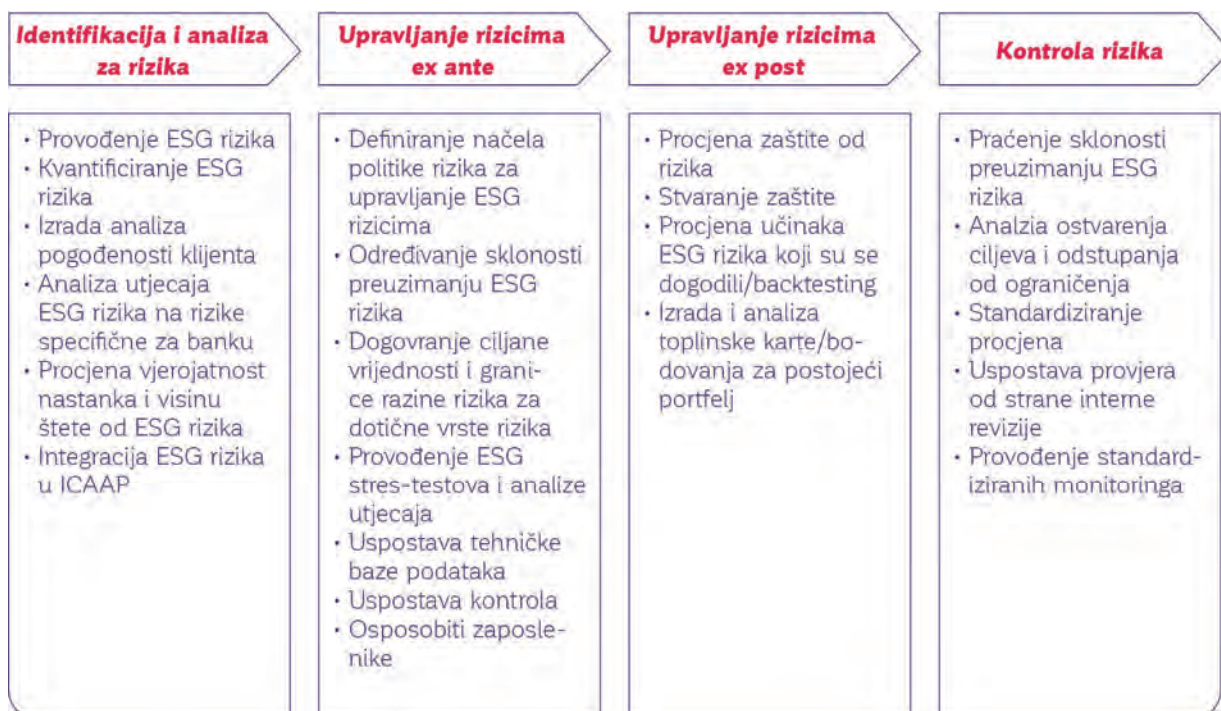 Identifikacija i analiza
za rizika
Upravljanje rizicima
ex ante
Upravljanje rizicima
ex post
Kontrola rizika
• Provođenje ESG rizika
• Kvantificiranje ESG
rizika
• Izrada analiza
pogođenosti klijenta
• Analiza utjecaja
ESG rizika na rizike
specifične za banku
• Procjena vjerojatnost
nastanka i visinu
štete od ESG rizika
• Integracija ESG rizika
u ICAAP
• Definiranje načela
politike rizika za
upravljanje ESG
rizicima
• Određivanje sklonosti
preuzimanju ESG
rizika
• Dogovranje ciljane
vrijednosti i grani-
ce razine rizika za
dotične vrste rizika
• Provođenje ESG
stres-testova i analize
utjecaja
• Uspostava tehničke
baze podataka
• Uspostava kontrola
• Osposobiti zaposle-
nike
• Procjena zaštite od
rizika
• Stvaranje zaštite
• Procjena učinaka
ESG rizika koji su se
dogodili/backtesting
• Izrada i analiza
toplinske karte/bo-
dovanja za postojeći
portfelj
• Praćenje sklonosti
preuzimanju ESG
rizika
• Analzia ostvarenja
ciljeva i odstupanja
od ograničenja
• Standardiziranje
procjena
• Uspostava provjera
od strane interne
revizije
• Provođenje standard-
iziranih monitoringa